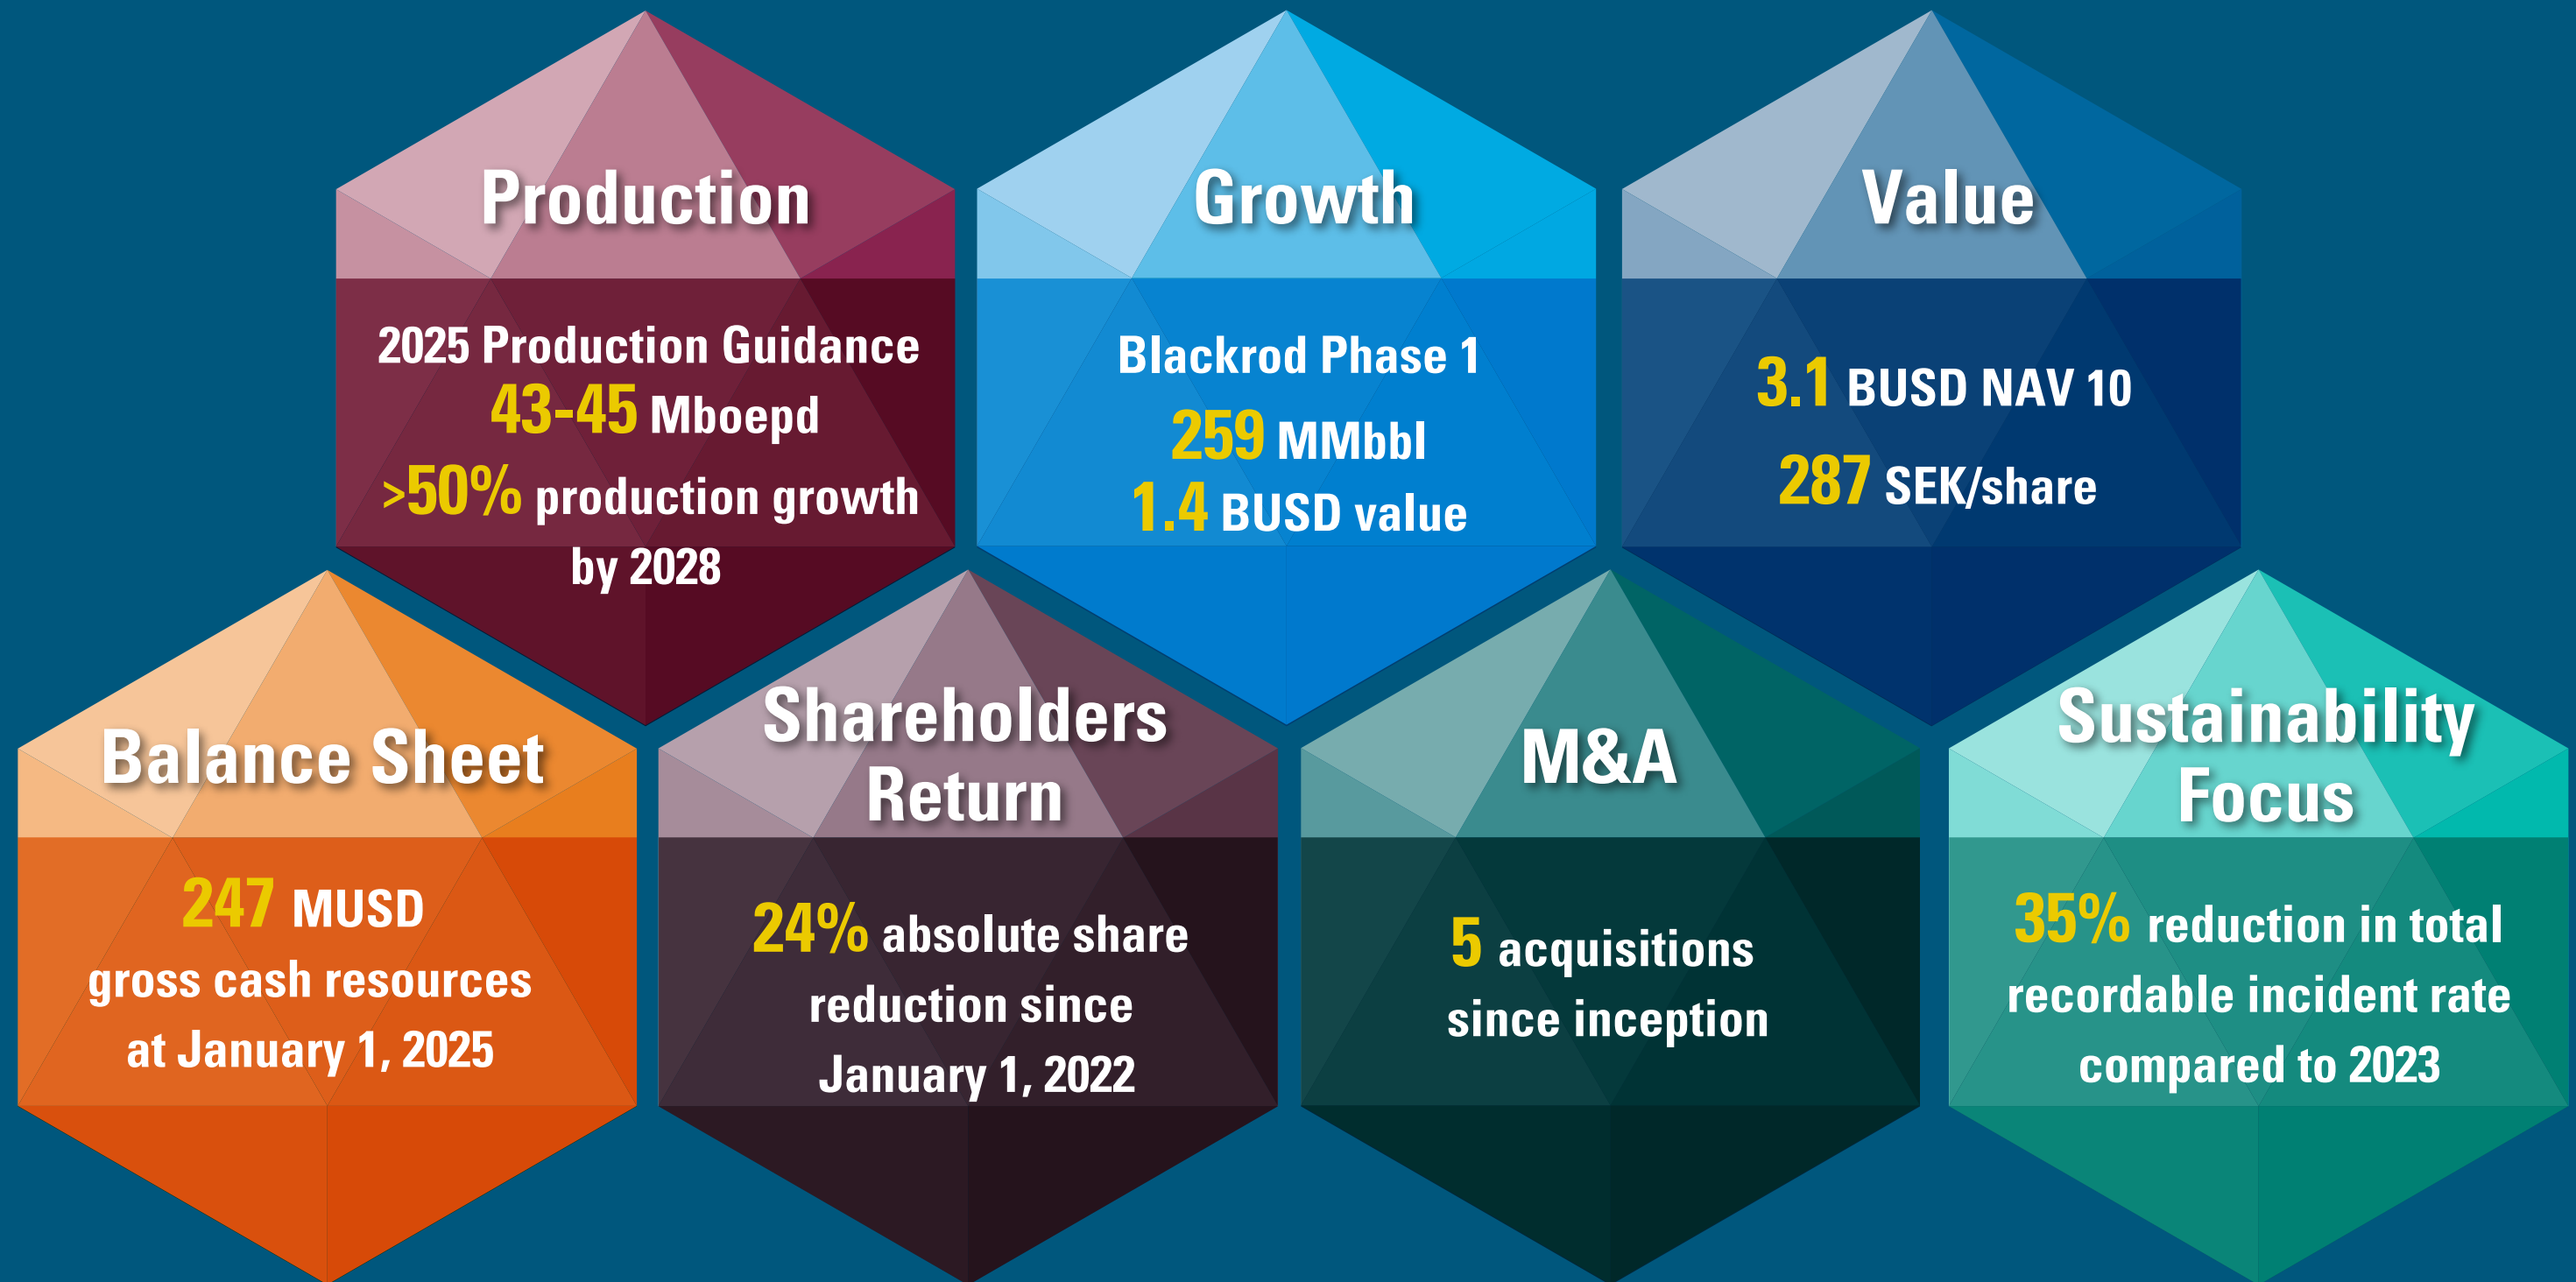 Production
2025 Production Guidance
43-45 Mboepd
>50% production growth
by 2028
Growth
Blackrod Phase 1
259 MMbbl
1.4 BUSD value
Value
3.1 BUSD NAV 10
287 SEK/share
Balance Sheet
247 MUSD
gross cash resources
at January 1, 2025
Shareholders
Return
24% absolute share
reduction since
January 1, 2022
M&A
5 acquisitions
since inception
Sustainability
Focus
35% reduction in total
recordable incident rate
compared to 2023